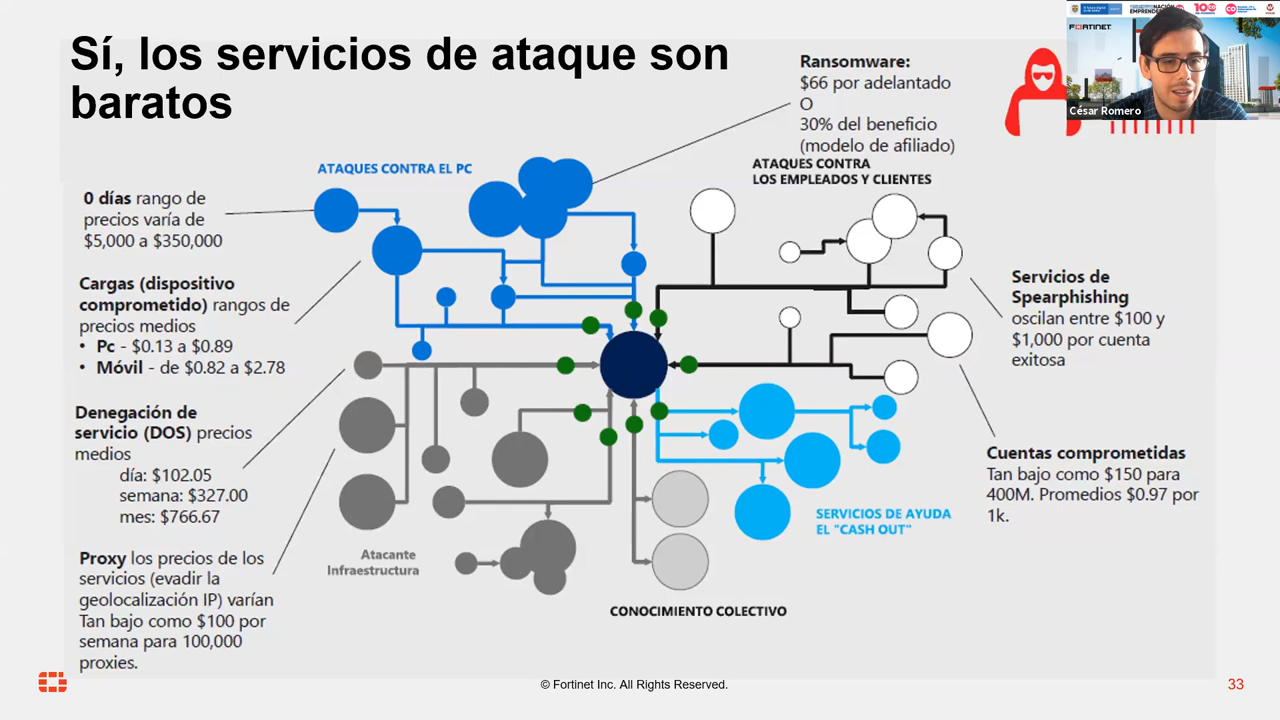 Sí, los servicios de ataque son
baratos
Ransomware:
$66 por adelantado
O
30% del beneficio
(modelo de afiliado)
FORTINET
César Romero
ATAQUES CONTRA EL PC
ATAQUES CONTRA
LOS EMPLEADOS Y CLIENTES
0 días rango de
precios varía de
$5,000 a $350,000
Cargas (dispositivo
comprometido) rangos de
precios medios
• Pc - $0.13 a $0.89
• Móvil - de $0.82 a $2.78
Denegación de
servicio (DOS) precios
medios
día: $102.05
semana: $327.00
mes: $766.67
Proxy los precios de los
servicios (evadir la
geolocalización IP) varían
Tan bajo como $100 por
semana para 100,000
proxies.
Atacante
Infraestructura
Servicios de
Spearphishing
oscilan entre $100 y
$1,000 por cuenta
exitosa
Cuentas comprometidas
Tan bajo como $150 para
400M. Promedios $0.97 por
1k.
SERVICIOS DE AYUDA
EL "CASH OUT"
CONOCIMIENTO COLECTIVO
© Fortinet Inc. All Rights Reserved.
33